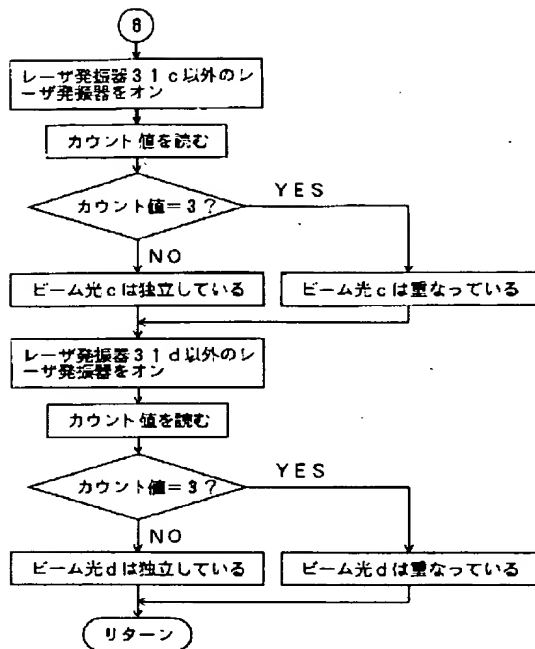 8
レーザ発振器31c以外のレ
ーザ発振器をオン
カウント値を読む
カウント値=3?
YES
NO
ビーム光cは独立している
ビーム光cは重なっている
レーザ発振器31d以外のレ
ーザ発振器をオン
カウント値を読む
カウント値=3?
YES
NO
ビーム光dは独立している
ビーム光dは重なっている
リターン